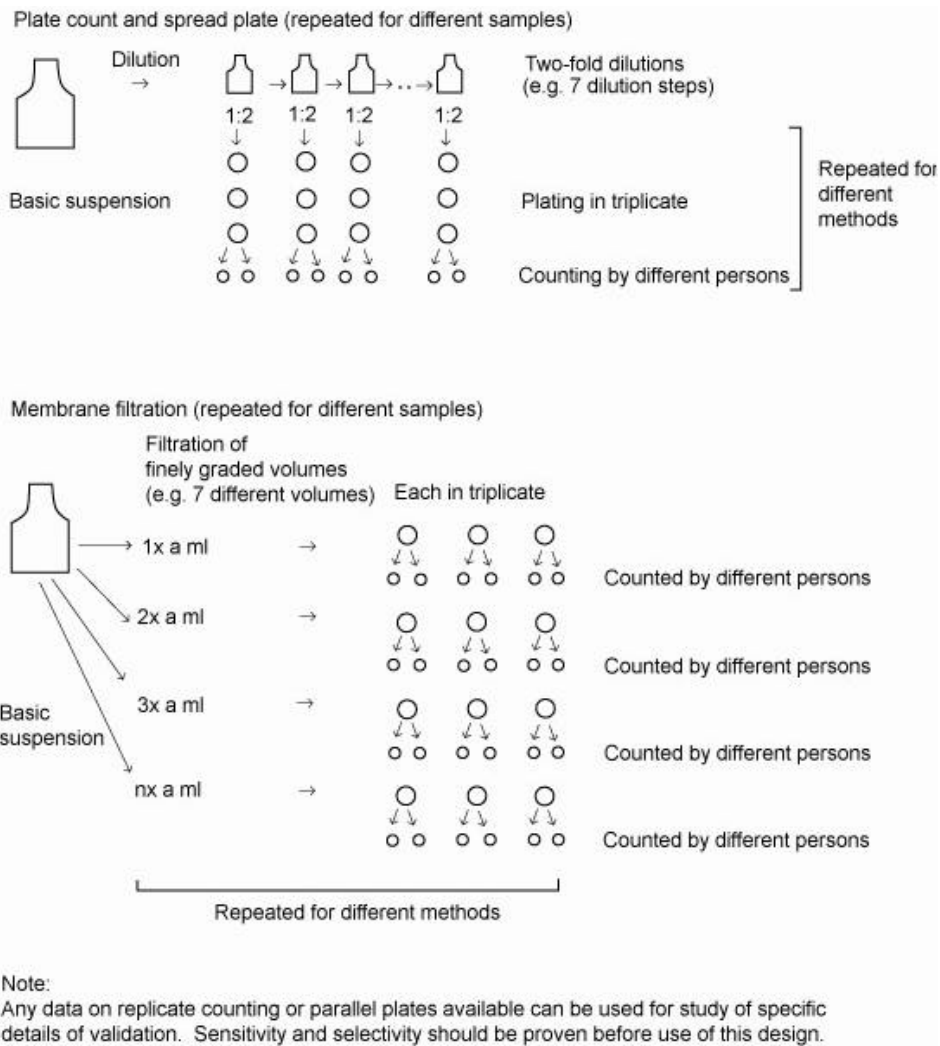 Plate count and spread plate (repeated for different samples)
Dilution
Two-fold dilutions
(e.g. 7 dilution steps)
1:2 1:2 1:2 1:2
Repeated for
different
methods
Basic suspension
Plating in triplicate
Counting by different persons
Membrane filtration (repeated for different samples)
Filtration of
finely graded volumes
(e.g. 7 different volumes)
Each in triplicate
1x a ml
Counted by different persons
2x a ml
Counted by different persons
3x a ml
Basic
suspension
Counted by different persons
nx a ml
Counted by different persons
Repeated for different methods
Note:
Any data on replicate counting or parallel plates available can be used for study of specific
details of validation. Sensitivity and selectivity should be proven before use of this design.